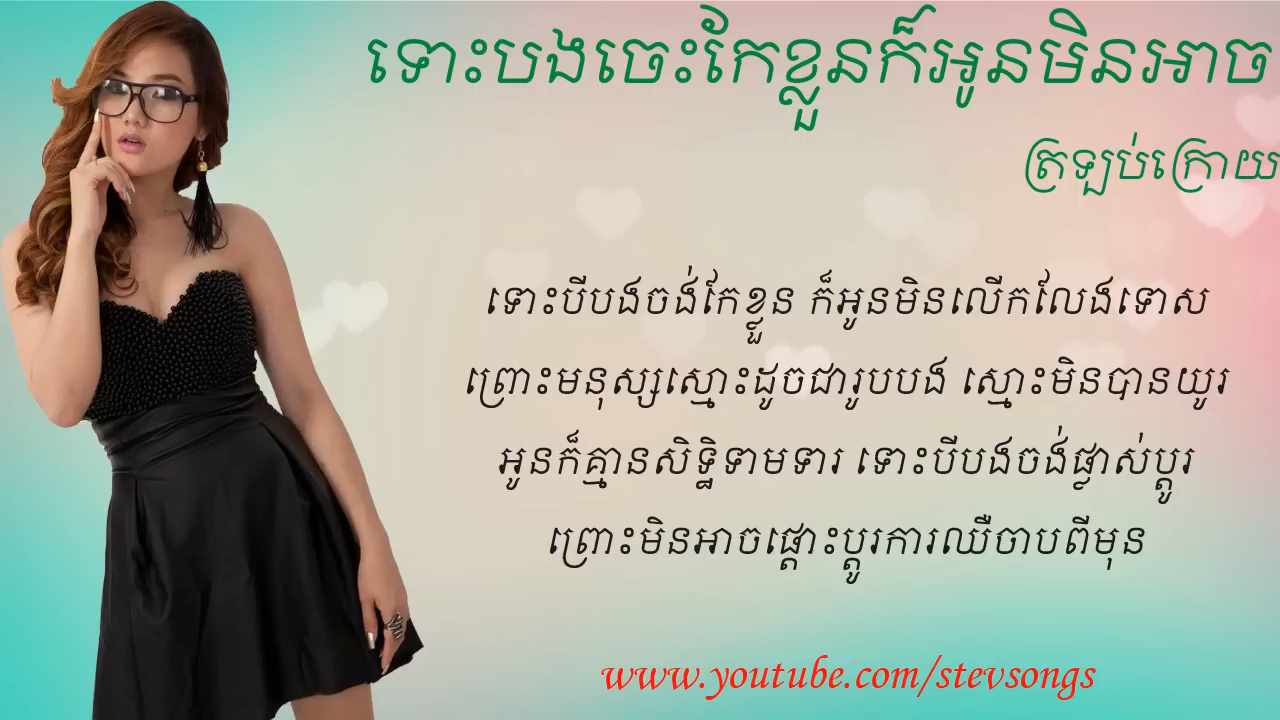 ទោះបងចេះកែខ្លួនក៏អូនមិនអាច
ត្រឡប់ក្រោយ
ទោះបីបងចង់កែខ្លួន ក៏អូនមិនលើកលែងទោស
ព្រោះមនុស្សស្មោះដូចជារូបបង ស្មោះមិនបានយូរ
អូនក៏គ្មានសិទ្ឋិទាមទារ ទោះបីបងចង់ផ្លាស់ប្តូរ
ព្រោះមិនអាចផ្តោះប្តូរការឈឺចាបពីមុន
www.youtube.com/stevsongs